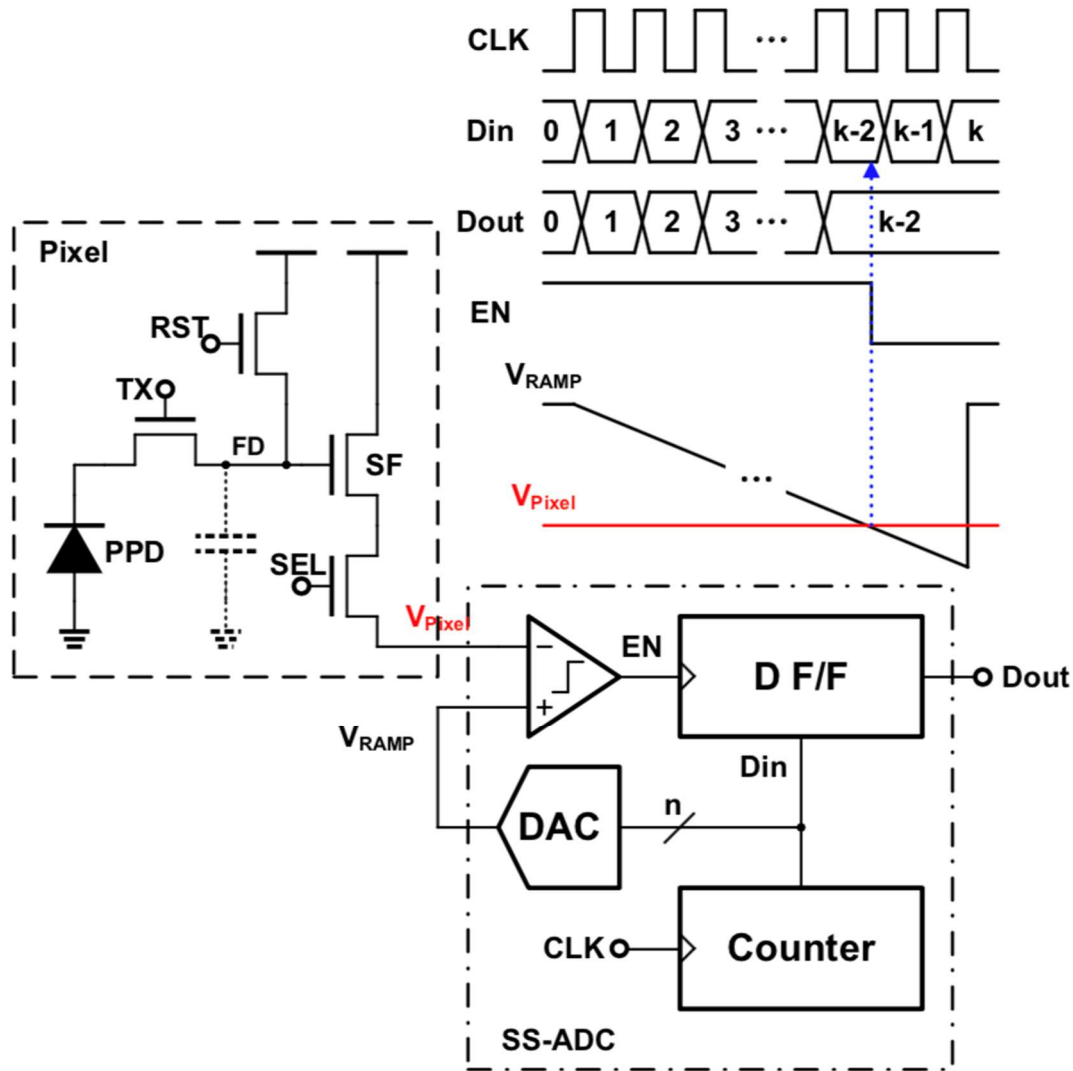 CLK
Din 0 1 2 3 ··· k-2 k-1 k
Dout 0 1 2 3 ··· k-2
EN
VRAMP
···
VPixel
Pixel
RST
TX
FD
SF
PPD
SEL
VPixel
EN
D F/F
Dout
VRAMP
Din
n
DAC
CLK
Counter
SS-ADC